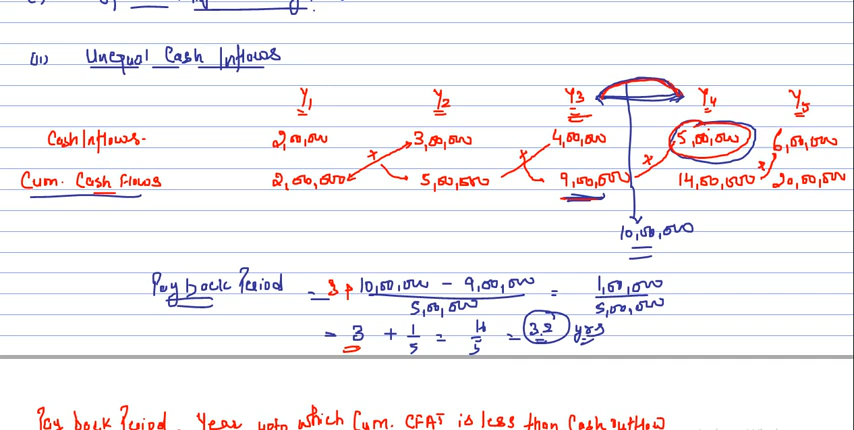 (iii) Unequal Cash Inflows
Y1 Y2 Y3 Y4 Y5
Cash Inflows. 2,00,000 3,00,000 4,00,000 5,00,000 6,00,000
Cum. Cash Flows 2,00,000 5,00,000 9,00,000 14,00,000 20,00,000
10,00,000
Pay back Period = 3 + 10,00,000 - 9,00,000 / 5,00,000 = 1,00,000 / 5,00,000
= 3 + 1/5 = 16/5 = 3.2 yrs
Pay back Period. Year upto which Cum. CFAT is less than Cash outflow